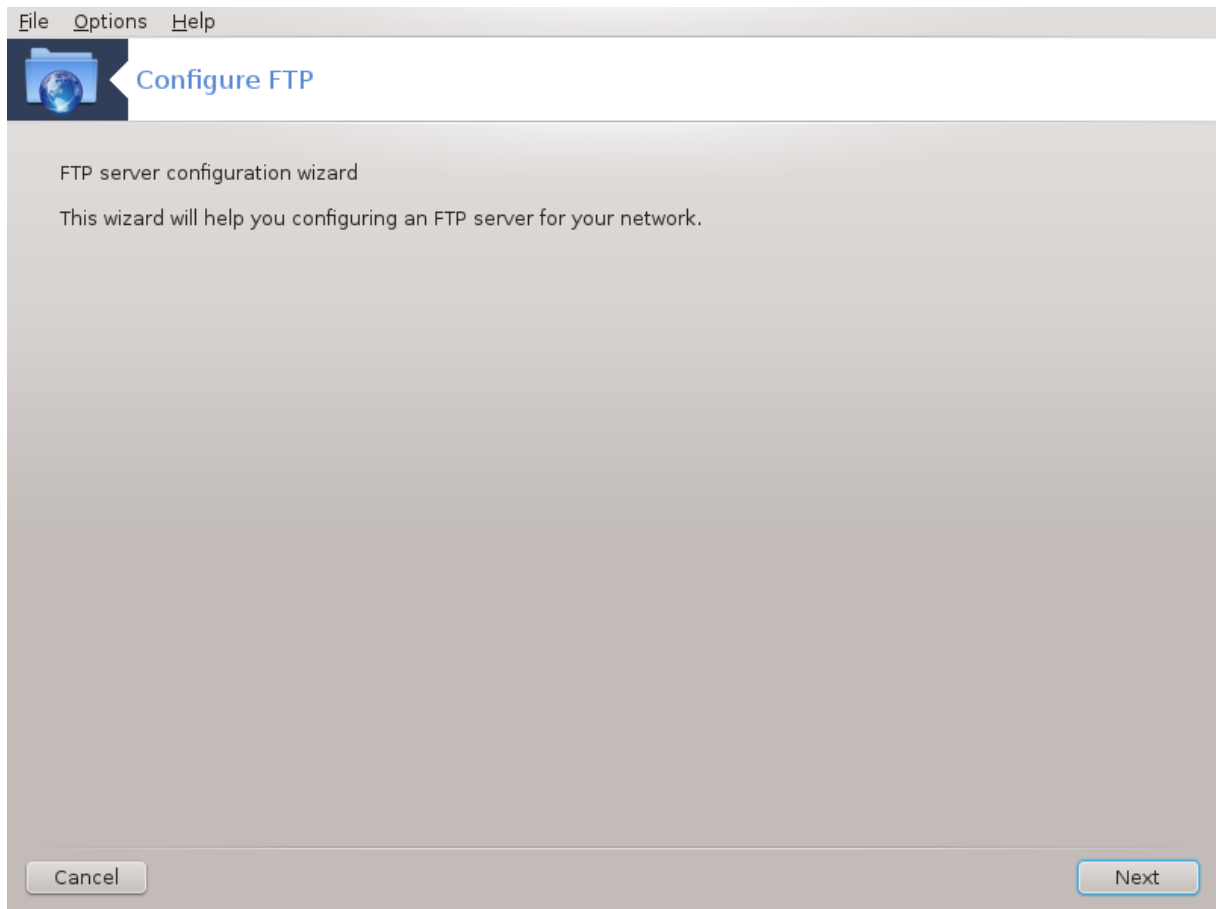 File Options Help
Configure FTP
FTP server configuration wizard
This wizard will help you configuring an FTP server for your network.
Cancel Next